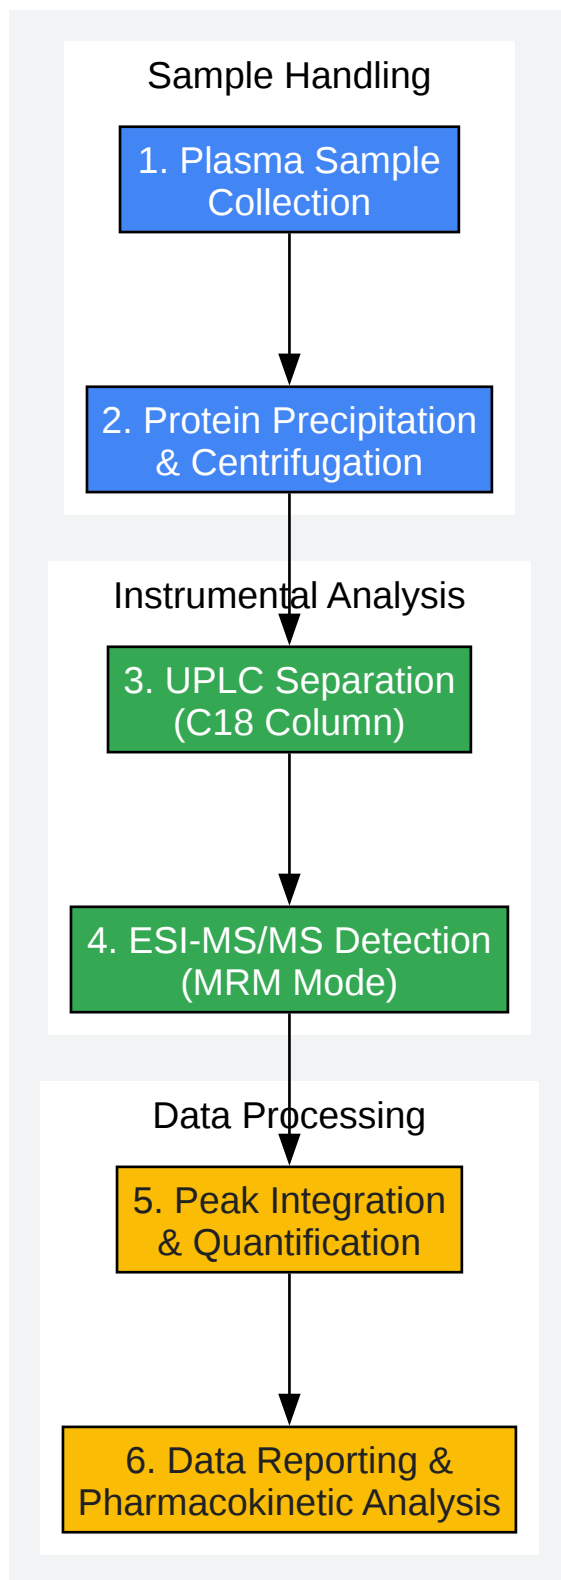 Sample Handling
1. Plasma Sample
Collection
2. Protein Precipitation
& Centrifugation
Instrumental Analysis
3. UPLC Separation
(C18 Column)
4. ESI-MS/MS Detection
(MRM Mode)
Data Processing
5. Peak Integration
& Quantification
6. Data Reporting &
Pharmacokinetic Analysis